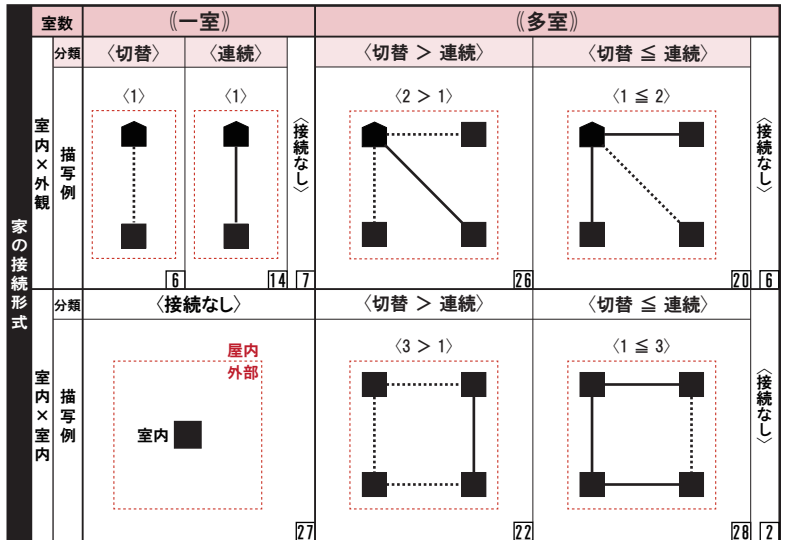 室数
《一室》
《多室》
家の接続形式
室内×外観
分類
〈切替〉
〈連続〉
〈接続なし〉
〈切替 > 連続〉
〈切替 ≦ 連続〉
〈接続なし〉
描写例
〈1〉
〈1〉
〈2 > 1〉
〈1 ≦ 2〉
6
14
7
26
20
6
室内×室内
分類
〈接続なし〉
〈切替 > 連続〉
〈切替 ≦ 連続〉
〈接続なし〉
描写例
屋内
外部
室内
〈3 > 1〉
〈1 ≦ 3〉
27
22
28
2